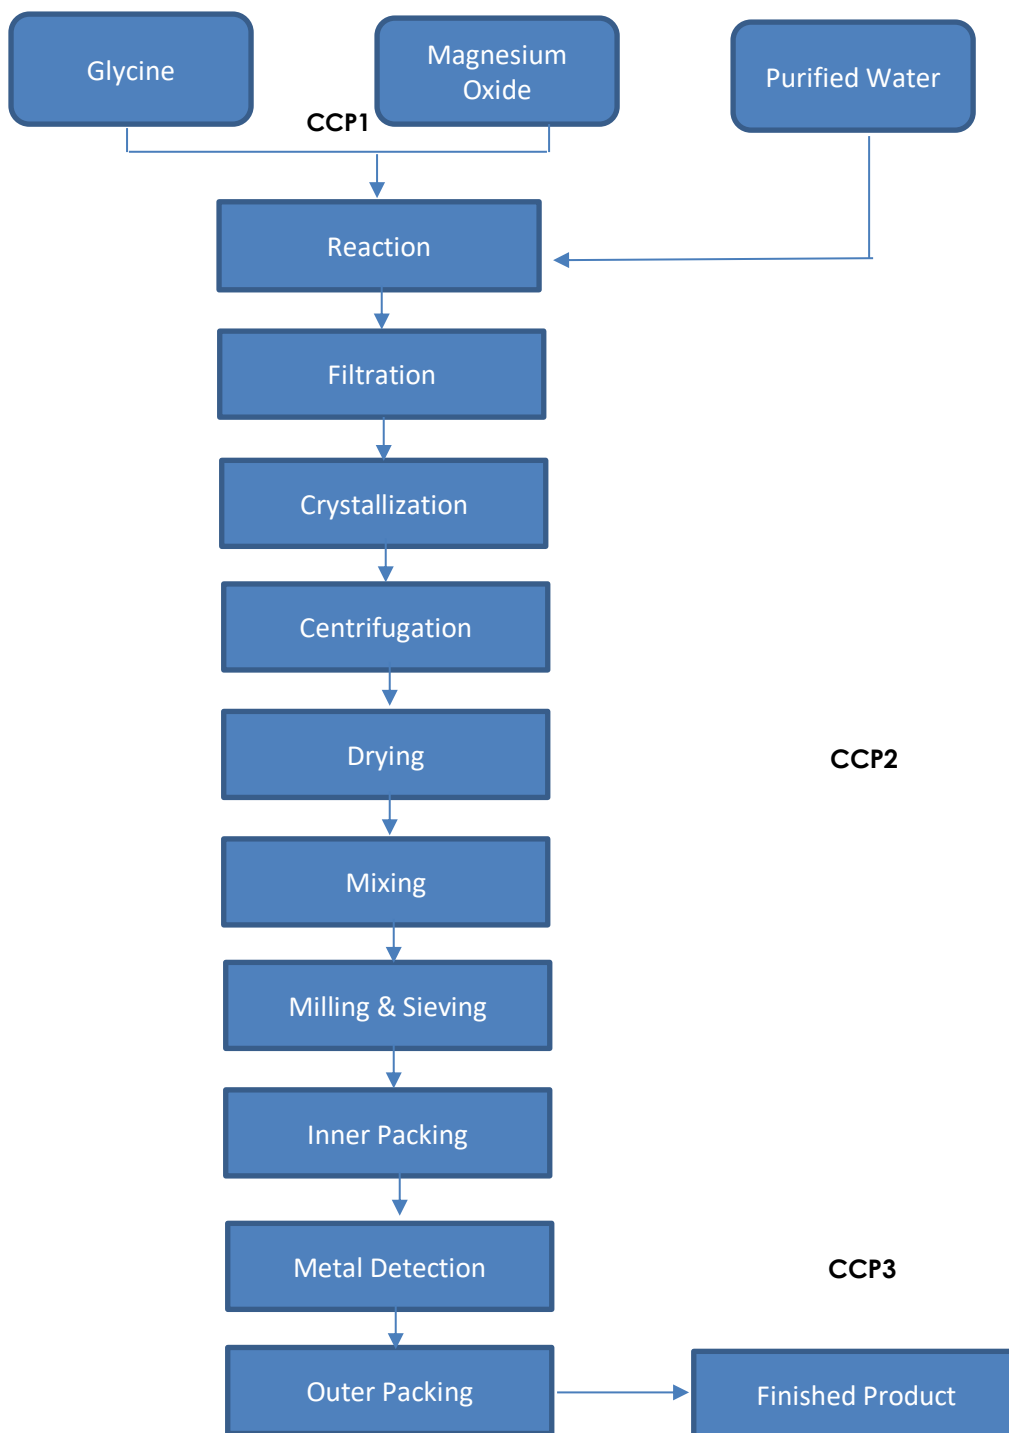 Glycine
Magnesium
Oxide
Purified Water
CCP1
Reaction
Filtration
Crystallization
Centrifugation
Drying
CCP2
Mixing
Milling & Sieving
Inner Packing
Metal Detection
CCP3
Outer Packing
Finished Product